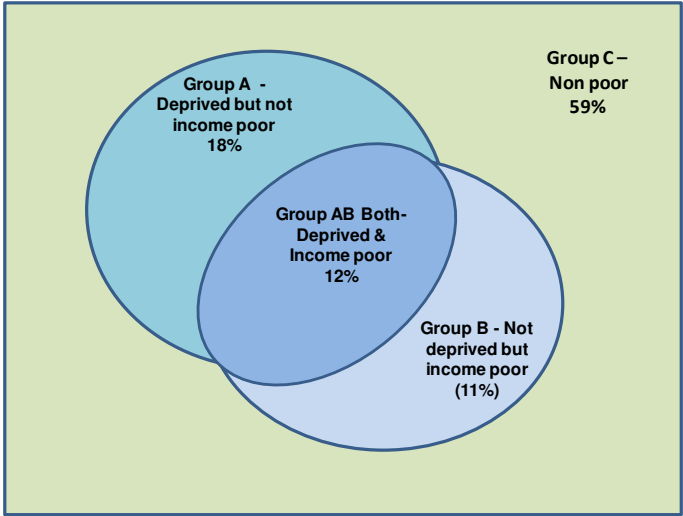 Group C –
Non poor
59%
Group A -
Deprived but not
income poor
18%
Group AB Both-
Deprived &
Income poor
12%
Group B - Not
deprived but
income poor
(11%)